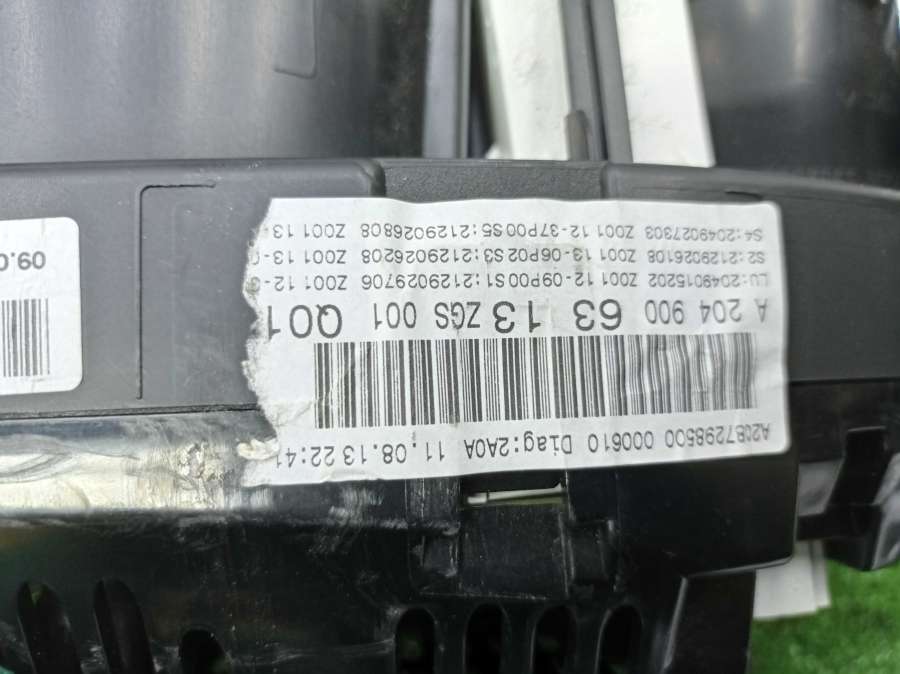 A2C87298500 000610 Diag:2A0A 11.08.13 22:41
A 204 900 63 13 ZGS 001 Q01
LU:2049015202 Z001 12-09P00S1:2129029706 Z001 12-
S2:2129026108 Z001 13-06P02S3:2129026208 Z001 13-
S4:2049027303 Z001 12-37P00S5:2129026808 Z001 13
09.0